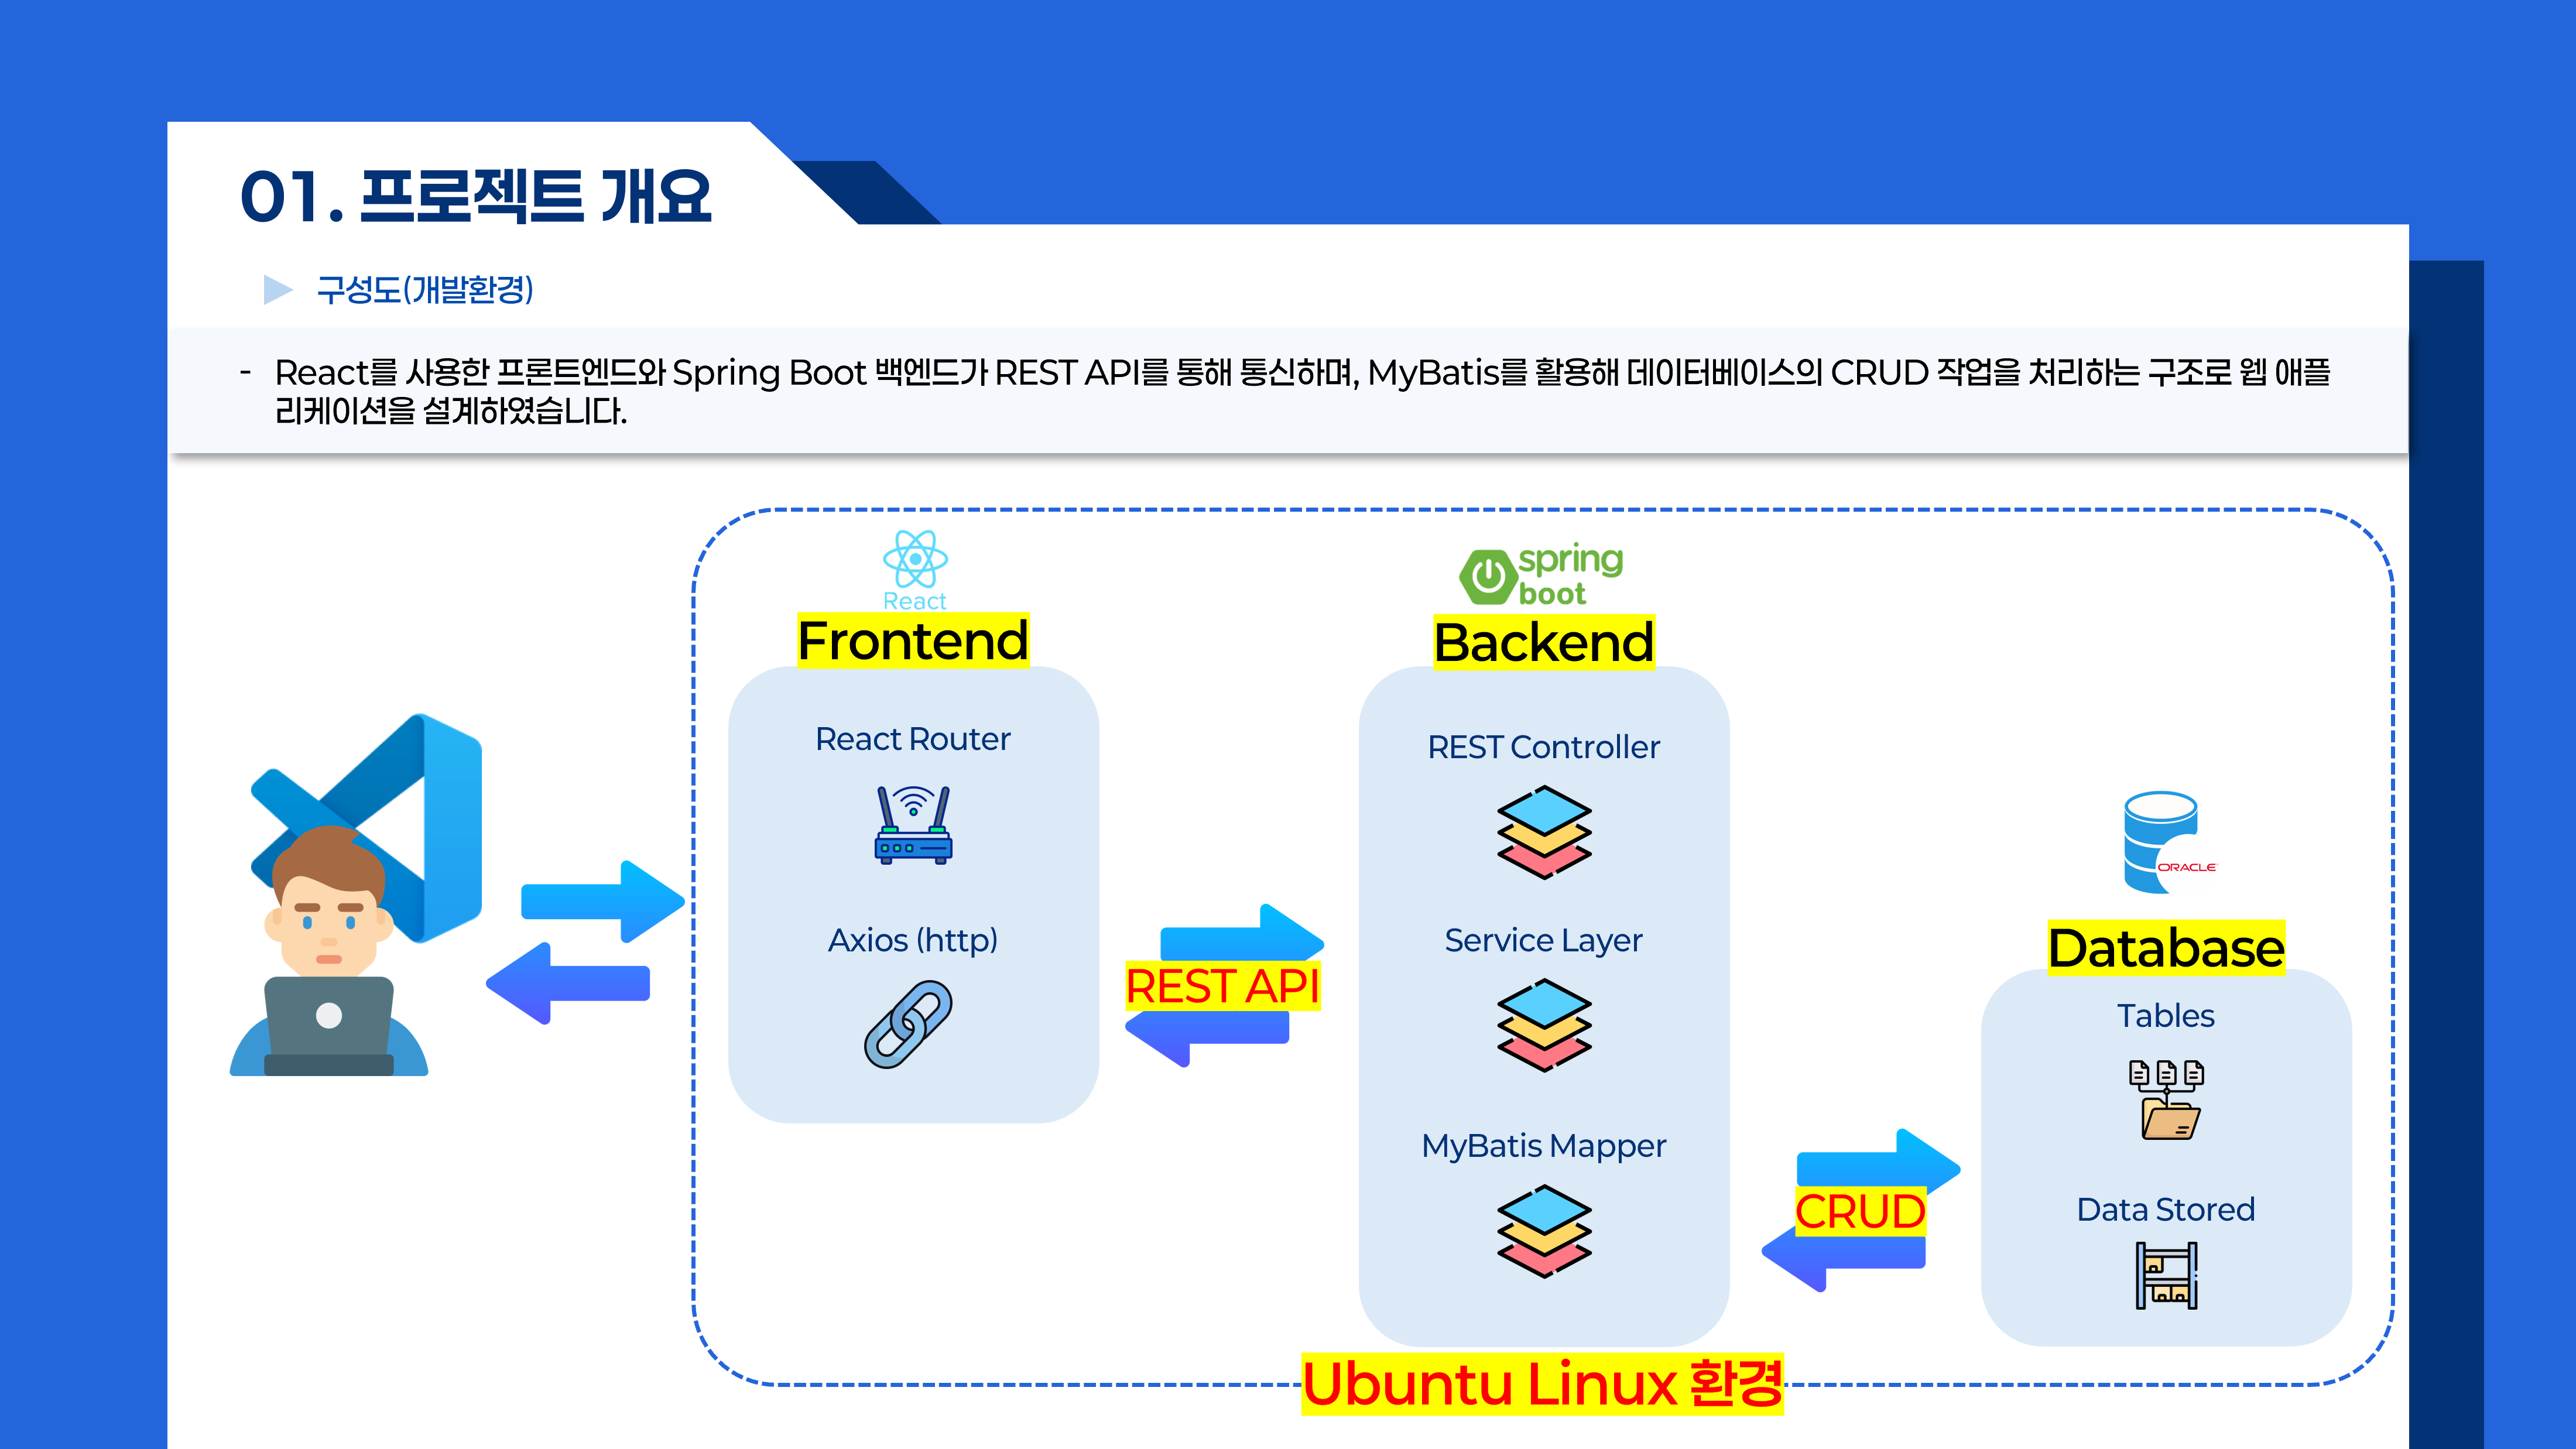 01. 프로젝트 개요
구성도(개발환경)
- React를 사용한 프론트엔드와 Spring Boot 백엔드가 REST API를 통해 통신하며, MyBatis를 활용해 데이터베이스의 CRUD 작업을 처리하는 구조로 웹 애플
리케이션을 설계하였습니다.
React
Frontend
React Router
Axios (http)
REST API
spring
boot
Backend
REST Controller
Service Layer
MyBatis Mapper
CRUD
ORACLE
Database
Tables
Data Stored
Ubuntu Linux 환경